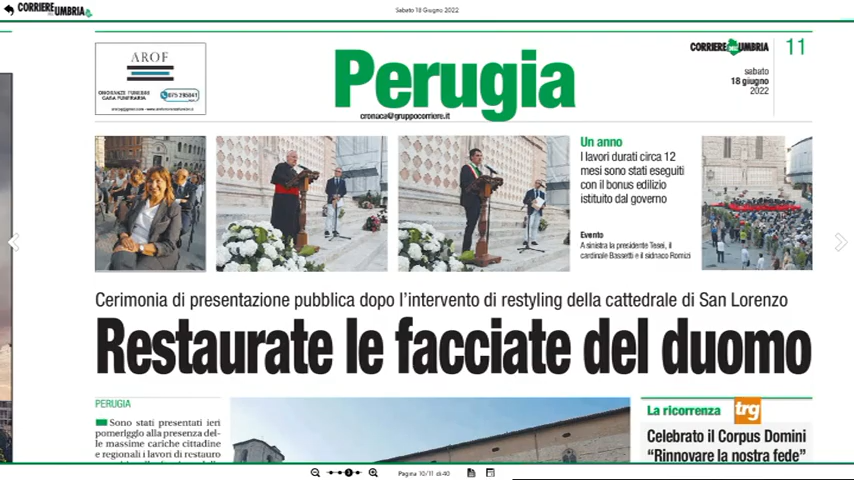 CORRIERE
DELL'UMBRIA
Sabato 18 Giugno 2022
AROF
ONORANZE FUNEBRI
CASA FUNERARIA
Perugia
cronaca@gruppocorriere.it
CORRIERE DELL'UMBRIA
11
sabato
18 giugno
2022
Un anno
I lavori durati circa 12
mesi sono stati eseguiti
con il bonus edilizio
istituito dal governo
Evento
A sinistra la presidente Tesei, il
cardinale Bassetti e il sidnaco Romizi
Cerimonia di presentazione pubblica dopo l'intervento di restyling della cattedrale di San Lorenzo
Restaurate le facciate del duomo
PERUGIA
Sono stati presentati ieri
pomeriggio alla presenza del-
le massime cariche cittadine
e regionali i lavori di restauro
La ricorrenza
trg
Celebrato il Corpus Domini
“Rinnovare la nostra fede”
Pagina 10/11 di 40